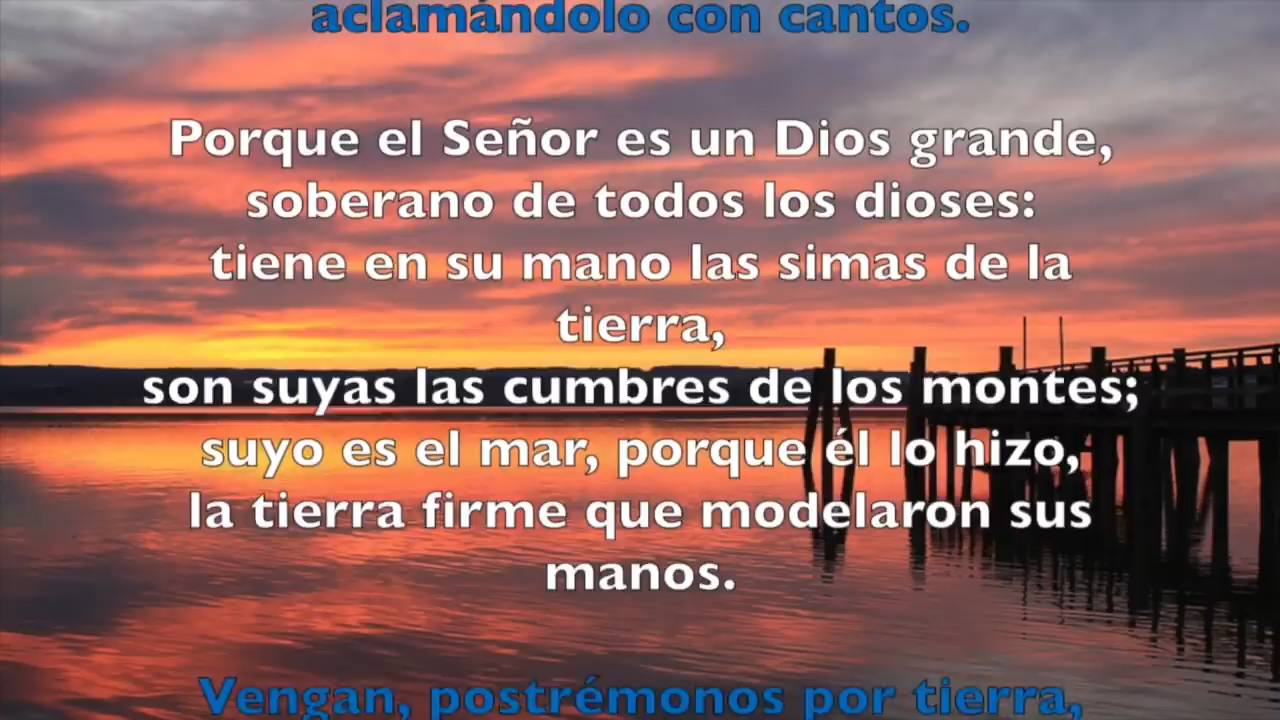 aclamándolo con cantos.
Porque el Señor es un Dios grande,
soberano de todos los dioses:
tiene en su mano las simas de la
tierra,
son suyas las cumbres de los montes;
suyo es el mar, porque él lo hizo,
la tierra firme que modelaron sus
manos.
Vengan, postrémonos por tierra,